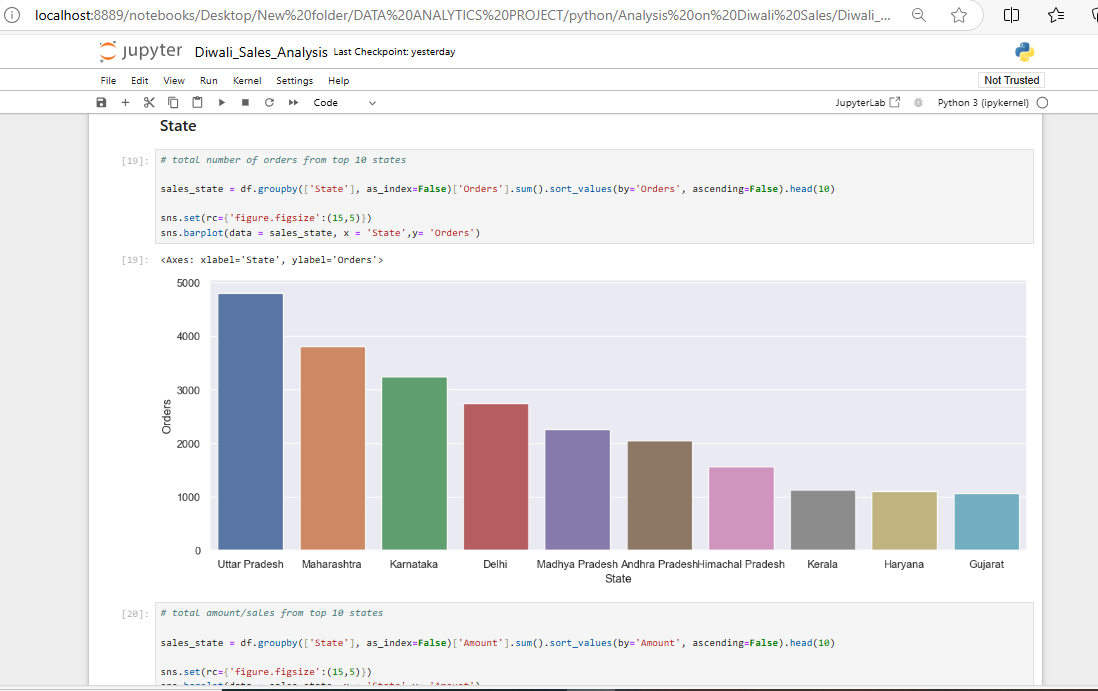 localhost:8889/notebooks/Desktop/New%20folder/DATA%20ANALYTICS%20PROJECT/python/Analysis%20on%20Diwali%20Sales/Diwali_...
jupyter Diwali_Sales_Analysis Last Checkpoint: yesterday
File Edit View Run Kernel Settings Help Not Trusted
Code JupyterLab Python 3 (ipykernel)
State
[19]: # total number of orders from top 10 states
sales_state = df.groupby(['State'], as_index=False)['Orders'].sum().sort_values(by='Orders', ascending=False).head(10)
sns.set(rc={'figure.figsize':(15,5)})
sns.barplot(data = sales_state, x = 'State',y= 'Orders')
[19]: <Axes: xlabel='State', ylabel='Orders'>
5000
4000
3000
2000
1000
0
Orders
Uttar Pradesh Maharashtra Karnataka Delhi Madhya Pradesh Andhra Pradesh Himachal Pradesh Kerala Haryana Gujarat
State
[20]: # total amount/sales from top 10 states
sales_state = df.groupby(['State'], as_index=False)['Amount'].sum().sort_values(by='Amount', ascending=False).head(10)
sns.set(rc={'figure.figsize':(15,5)})